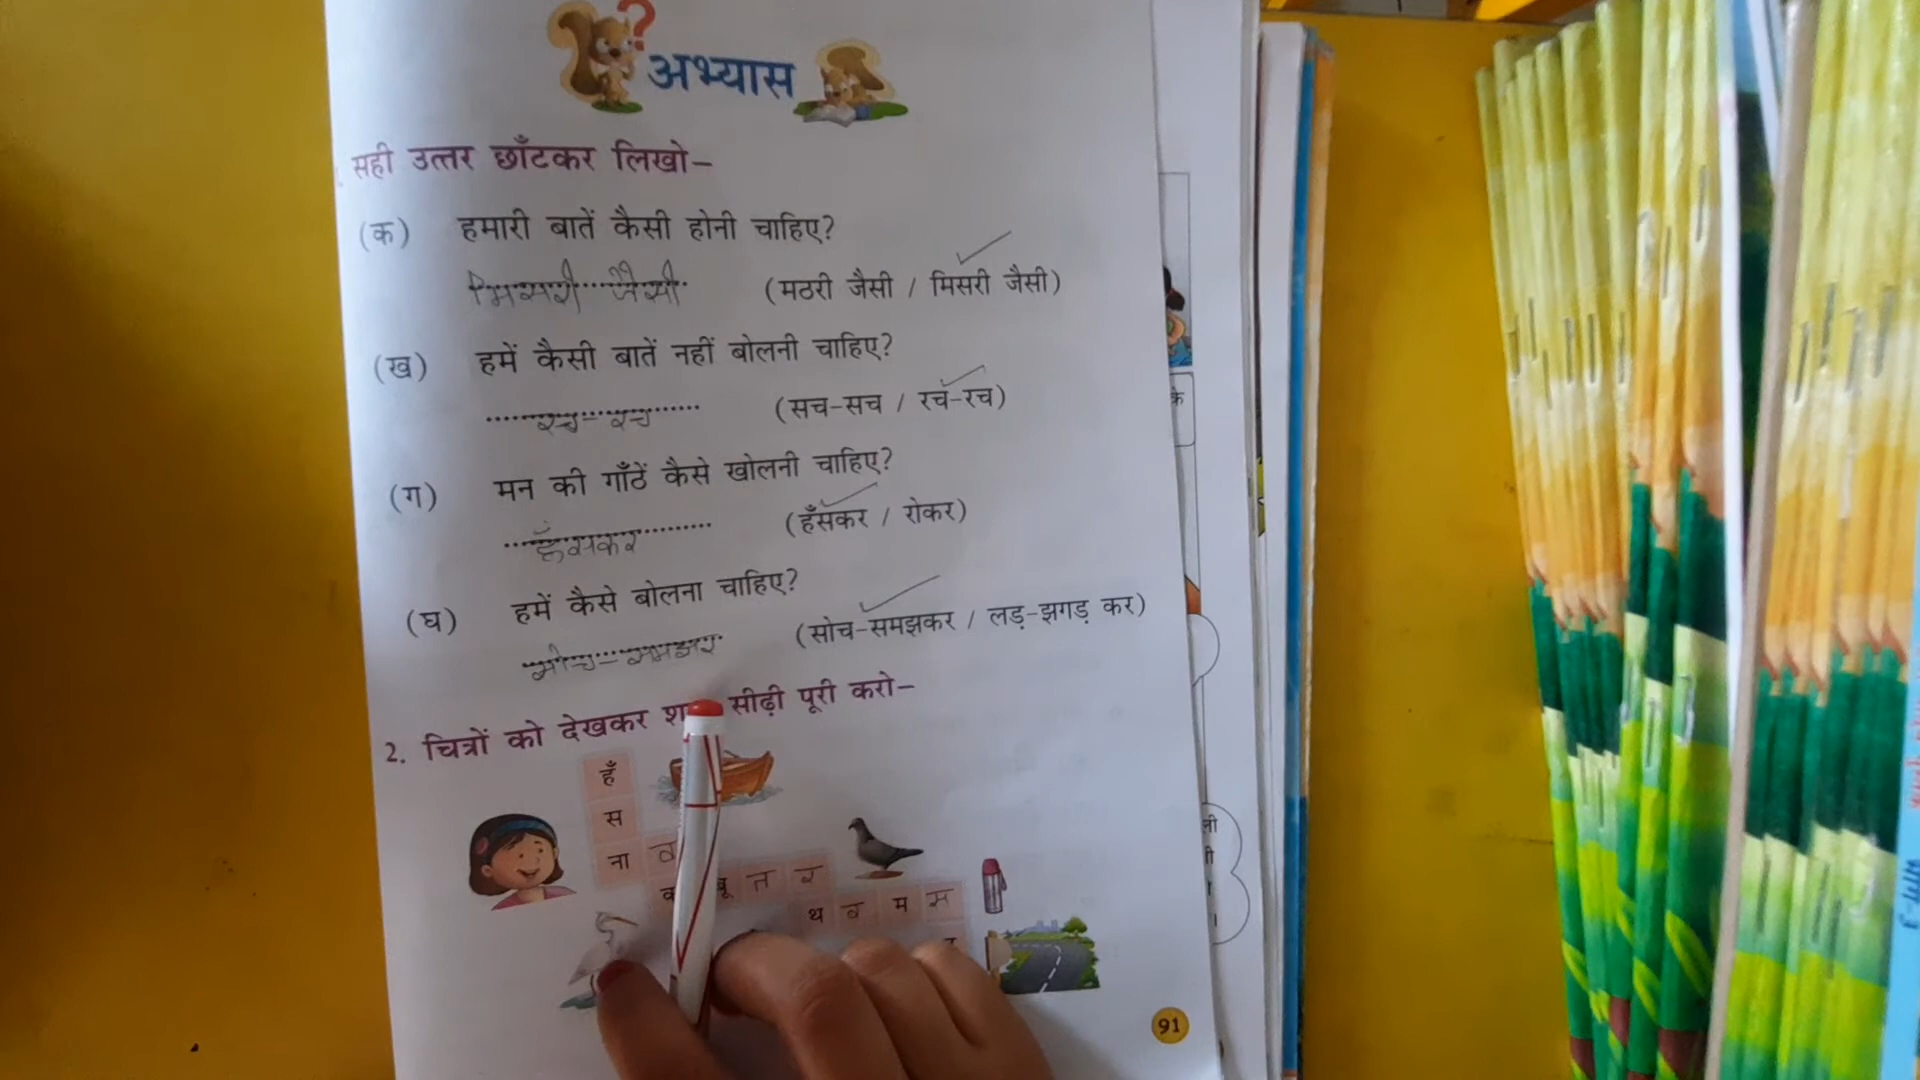 ?
अभ्यास
सही उत्तर छाँटकर लिखो–
(क) हमारी बातें कैसी होनी चाहिए?
मिसरी जैसी (मठरी जैसी / मिसरी जैसी)
(ख) हमें कैसी बातें नहीं बोलनी चाहिए?
रच-रच (सच-सच / रच-रच)
(ग) मन की गाँठें कैसे खोलनी चाहिए?
हँसकर (हँसकर / रोकर)
(घ) हमें कैसे बोलना चाहिए?
सोच-समझर (सोच-समझकर / लड़-झगड़ कर)
2. चित्रों को देखकर सीढ़ी पूरी करो–
हँ
स
ना व
क बू त र
थ र म स
91